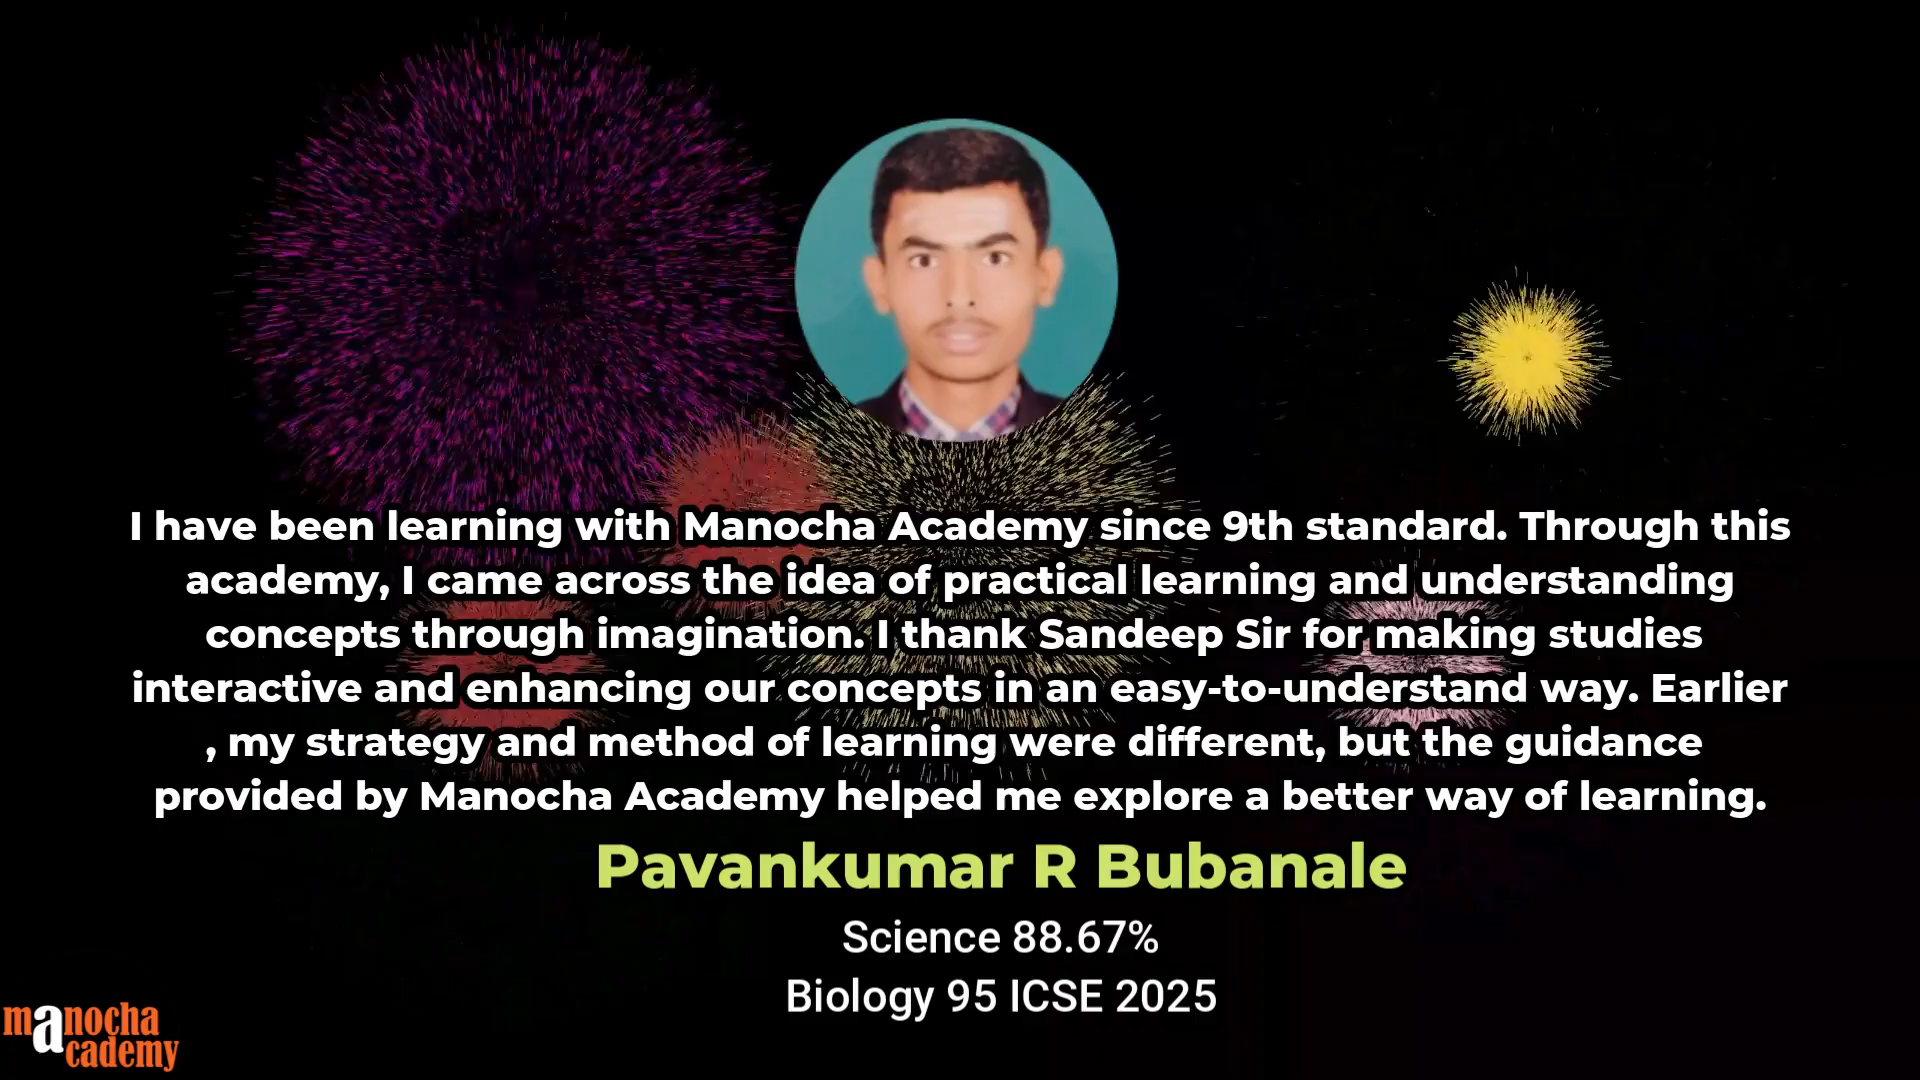 I have been learning with Manocha Academy since 9th standard. Through this
academy, I came across the idea of practical learning and understanding
concepts through imagination. I thank Sandeep Sir for making studies
interactive and enhancing our concepts in an easy-to-understand way. Earlier
, my strategy and method of learning were different, but the guidance
provided by Manocha Academy helped me explore a better way of learning.
Pavankumar R Bubanale
Science 88.67%
Biology 95 ICSE 2025
manocha
academy